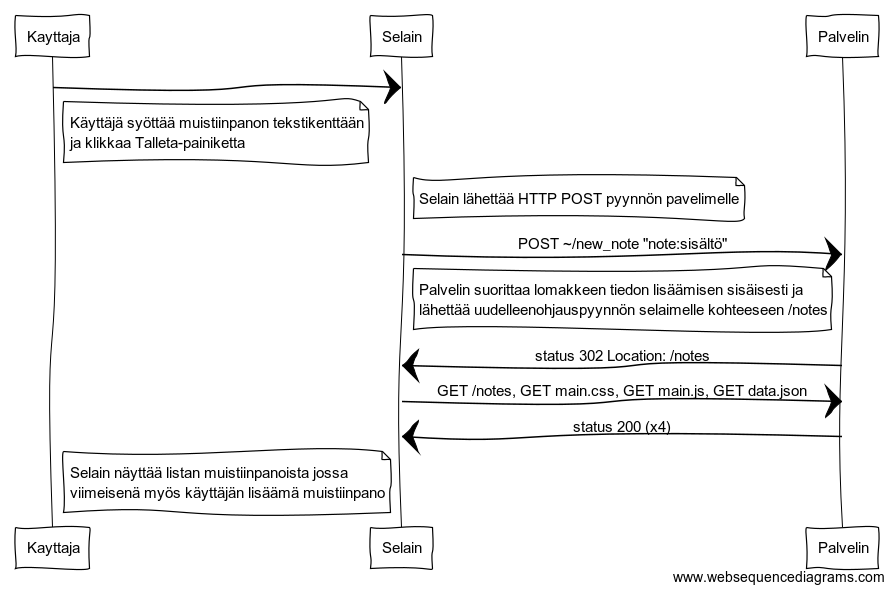 Kayttaja
Selain
Palvelin
Käyttäjä syöttää muistiinpanon tekstikenttään
ja klikkaa Talleta-painiketta
Selain lähettää HTTP POST pyynnön pavelimelle
POST ~/new_note "note:sisältö"
Palvelin suorittaa lomakkeen tiedon lisäämisen sisäisesti ja
lähettää uudelleenohjauspyynnön selaimelle kohteeseen /notes
status 302 Location: /notes
GET /notes, GET main.css, GET main.js, GET data.json
status 200 (x4)
Selain näyttää listan muistiinpanoista jossa
viimeisenä myös käyttäjän lisäämä muistiinpano
Kayttaja
Selain
Palvelin
www.websequencediagrams.com